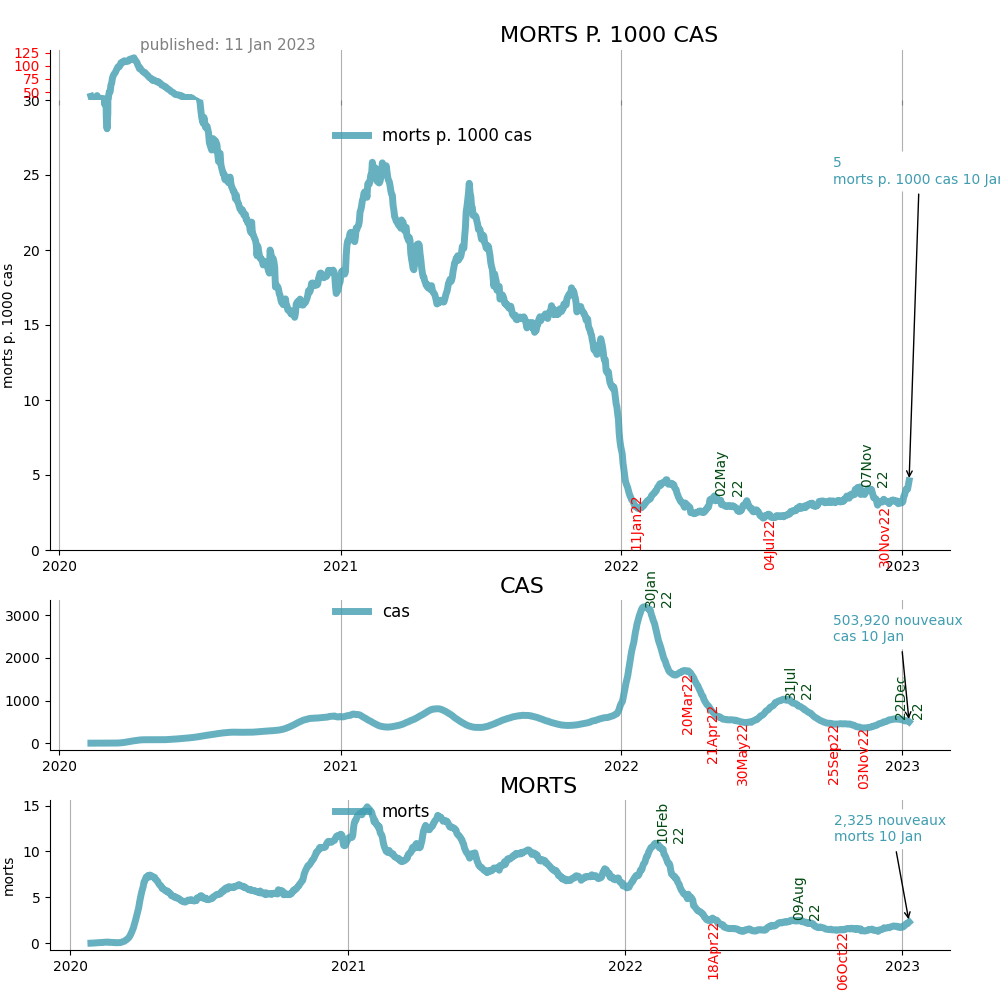 MORTS P. 1000 CAS
published: 11 Jan 2023
125
100
75
50
30
25
20
15
10
5
0
morts p. 1000 cas
morts p. 1000 cas
5
morts p. 1000 cas 10 Jan
11Jan22
02May
22
04Jul22
07Nov
22
30Nov22
2020
2021
2022
2023
CAS
3000
2000
1000
0
cas
30Jan
22
20Mar22
21Apr22
30May22
31Jul
22
25Sep22
03Nov22
22Dec
22
503,920 nouveaux
cas 10 Jan
2020
2021
2022
2023
MORTS
15
10
5
0
morts
morts
10Feb
22
18Apr22
09Aug
22
06Oct22
2,325 nouveaux
morts 10 Jan
2020
2021
2022
2023